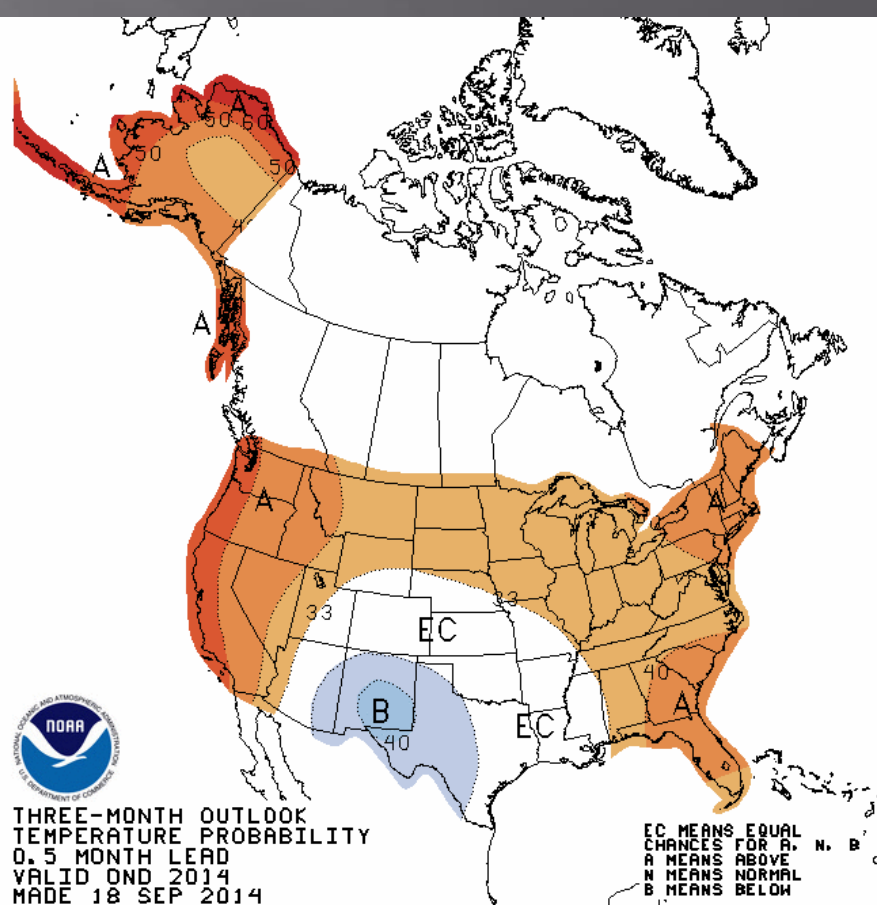 A
50 60
50
50
A
A
A
A
33
33
EC
40
A
B
EC
40
NATIONAL OCEANIC AND ATMOSPHERIC ADMINISTRATION
NOAA
U.S. DEPARTMENT OF COMMERCE
THREE-MONTH OUTLOOK
TEMPERATURE PROBABILITY
0.5 MONTH LEAD
VALID OND 2014
MADE 18 SEP 2014
EC MEANS EQUAL
CHANCES FOR A, N, B
A MEANS ABOVE
N MEANS NORMAL
B MEANS BELOW